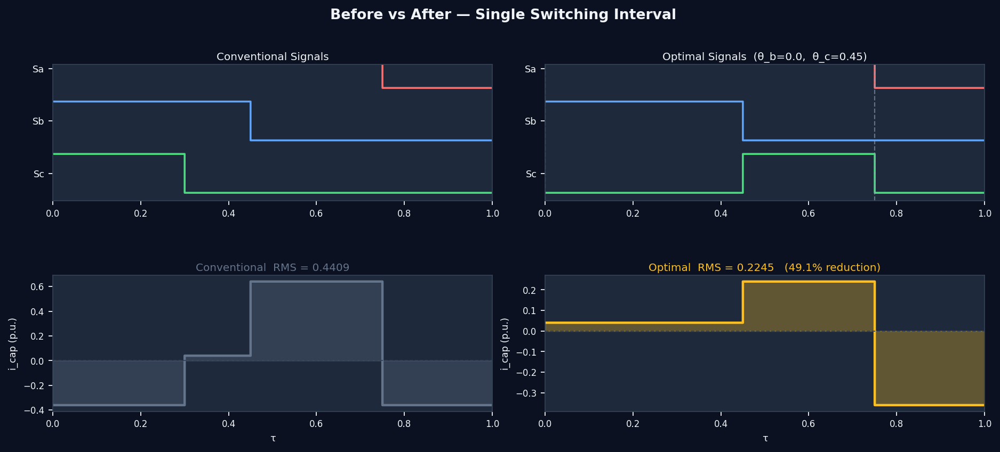 Before vs After — Single Switching Interval
Conventional Signals
Sa
Sb
Sc
0.0 0.2 0.4 0.6 0.8 1.0
Optimal Signals (θ_b=0.0, θ_c=0.45)
Sa
Sb
Sc
0.0 0.2 0.4 0.6 0.8 1.0
Conventional RMS = 0.4409
i_cap (p.u.)
0.6
0.4
0.2
0.0
−0.2
−0.4
0.0 0.2 0.4 0.6 0.8 1.0
τ
Optimal RMS = 0.2245 (49.1% reduction)
i_cap (p.u.)
0.2
0.1
0.0
−0.1
−0.2
−0.3
0.0 0.2 0.4 0.6 0.8 1.0
τ